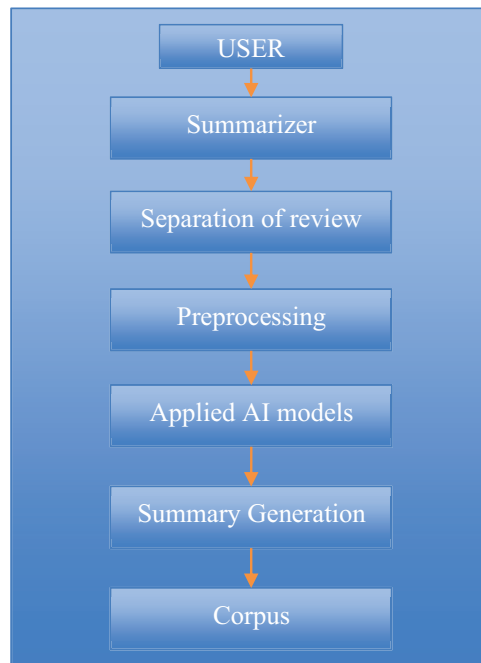 USER
Summarizer
Separation of review
Preprocessing
Applied AI models
Summary Generation
Corpus